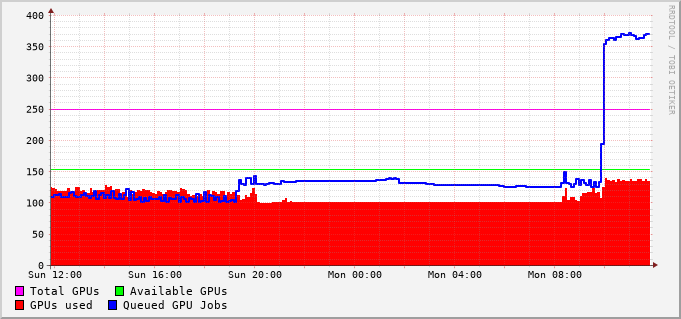 400
350
300
250
200
150
100
50
0
Sun 12:00 Sun 16:00 Sun 20:00 Mon 00:00 Mon 04:00 Mon 08:00
Total GPUs Available GPUs
GPUs used Queued GPU Jobs
RRDTOOL / TOBI OETIKER